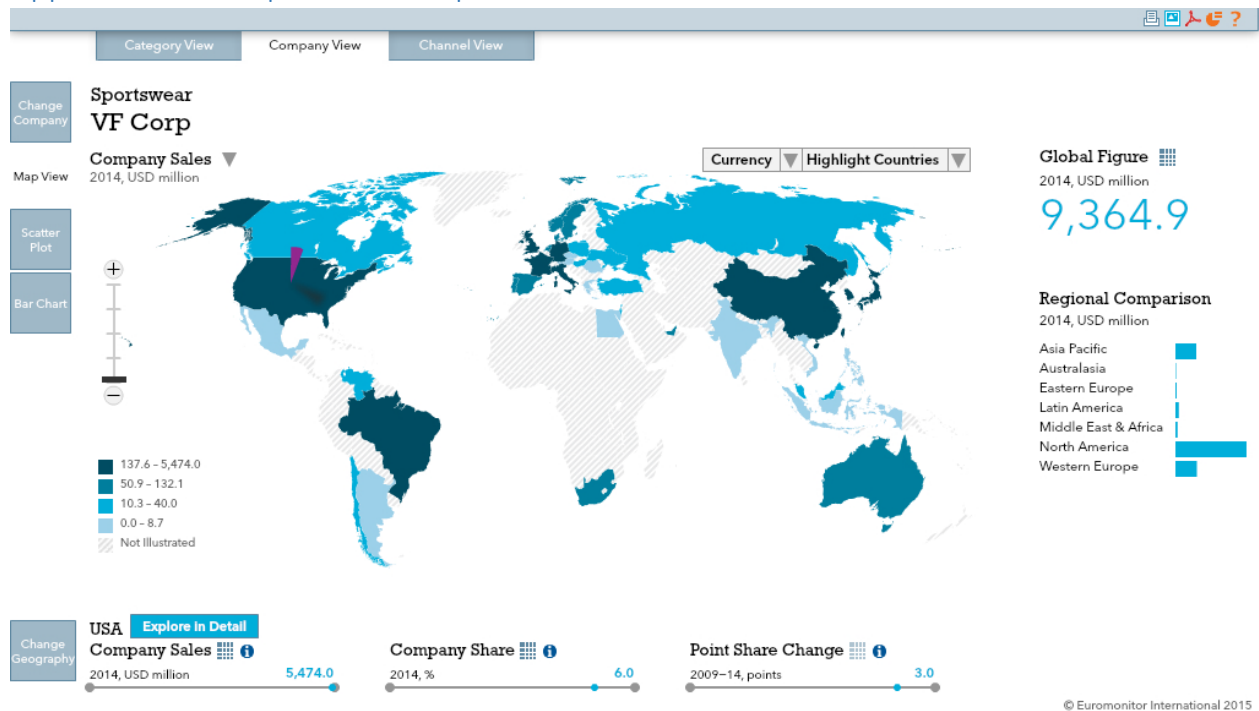 Category View
Company View
Channel View
Change Company
Sportswear
VF Corp
Company Sales
2014, USD million
Currency
Highlight Countries
Map View
Scatter Plot
Bar Chart
137.6 – 5,474.0
50.9 – 132.1
10.3 – 40.0
0.0 – 8.7
Not Illustrated
Global Figure
2014, USD million
9,364.9
Regional Comparison
2014, USD million
Asia Pacific
Australasia
Eastern Europe
Latin America
Middle East & Africa
North America
Western Europe
Change Geography
USA Explore in Detail
Company Sales
2014, USD million 5,474.0
Company Share
2014, % 6.0
Point Share Change
2009–14, points 3.0
© Euromonitor International 2015